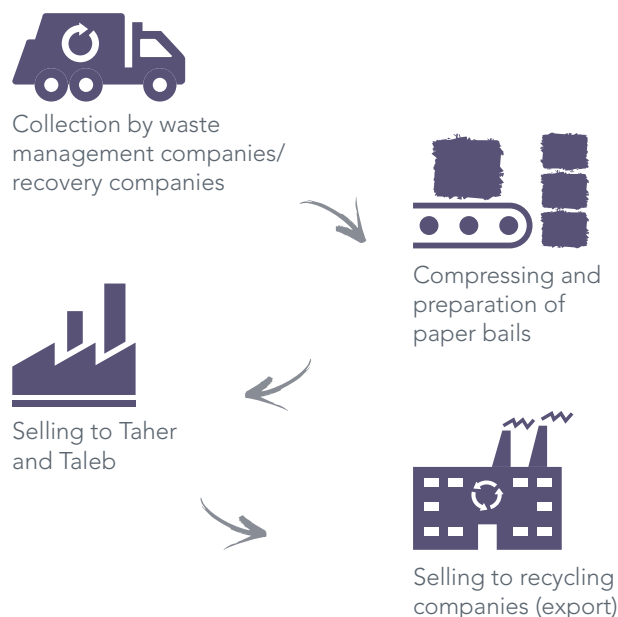 Collection by waste
management companies/
recovery companies
Compressing and
preparation of
paper bails
Selling to Taher
and Taleb
Selling to recycling
companies (export)